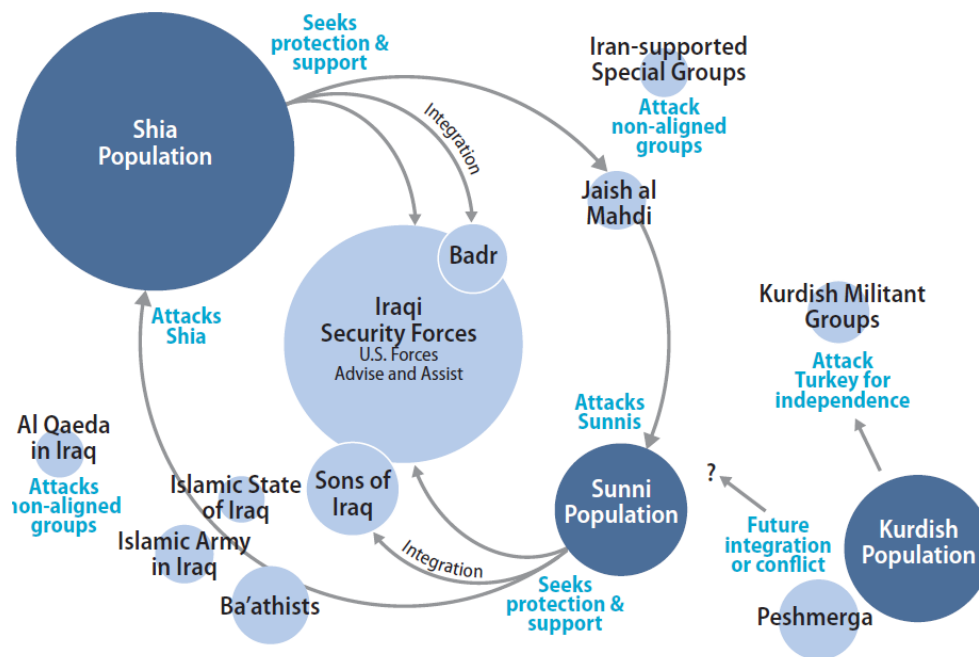 Seeks
protection &
support
Iran-supported
Special Groups
Attack
non-aligned
groups
Shia
Population
Integration
Jaish al
Mahdi
Badr
Iraqi
Security Forces
U.S. Forces
Advise and Assist
Attacks
Shia
Kurdish Militant
Groups
Attack
Turkey for
independence
Attacks
Sunnis
Al Qaeda
in Iraq
Attacks
non-aligned
groups
Islamic State
of Iraq
Islamic Army
in Iraq
Ba'athists
Sons of
Iraq
Integration
Seeks
protection &
support
Sunni
Population
?
Future
integration
or conflict
Kurdish
Population
Peshmerga